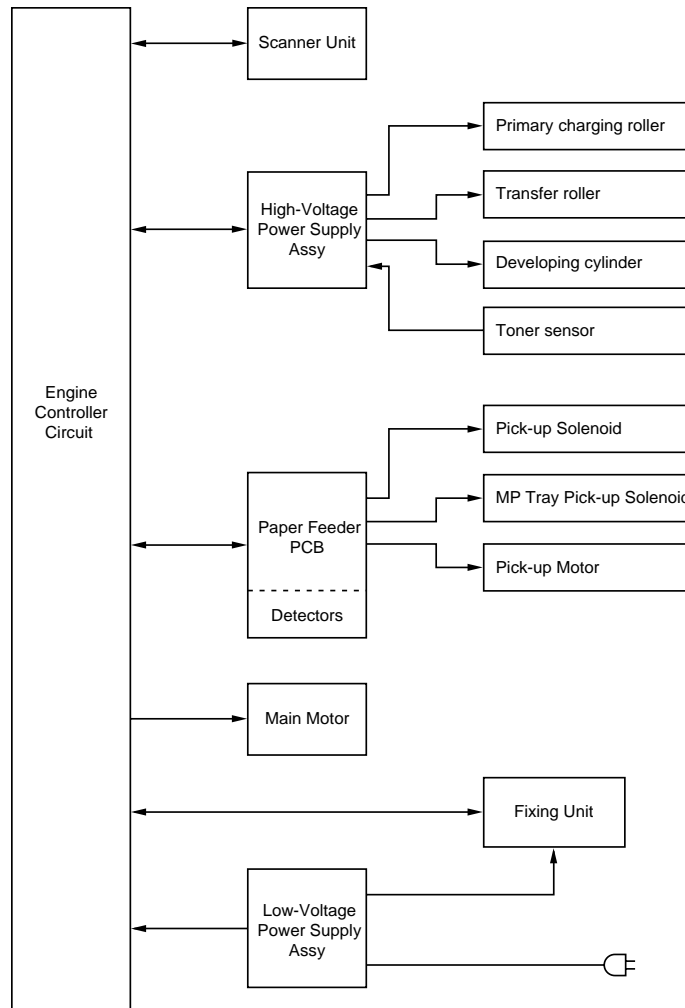 Scanner Unit
Primary charging roller
High-Voltage
Power Supply
Assy
Transfer roller
Developing cylinder
Toner sensor
Engine
Controller
Circuit
Pick-up Solenoid
Paper Feeder
PCB
MP Tray Pick-up Solenoid
Pick-up Motor
Detectors
Main Motor
Fixing Unit
Low-Voltage
Power Supply
Assy